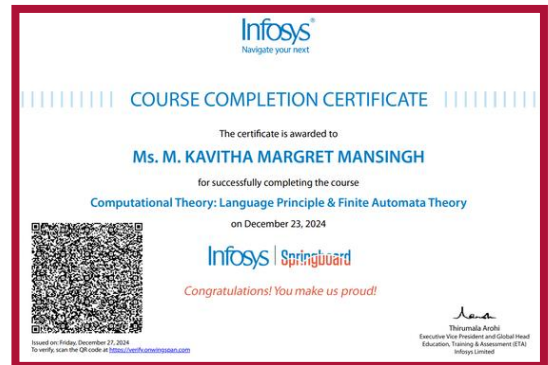 Infosys®
Navigate your next
COURSE COMPLETION CERTIFICATE
The certificate is awarded to
Ms. M. KAVITHA MARGRET MANSINGH
for successfully completing the course
Computational Theory: Language Principle & Finite Automata Theory
on December 23, 2024
Infosys | Springboard
Congratulations! You make us proud!
Issued on: Friday, December 27, 2024
To verify, scan the QR code at https://verify.onwingspan.com
Thirumala Arohi
Executive Vice President and Global Head
Education, Training & Assessment (ETA)
Infosys Limited